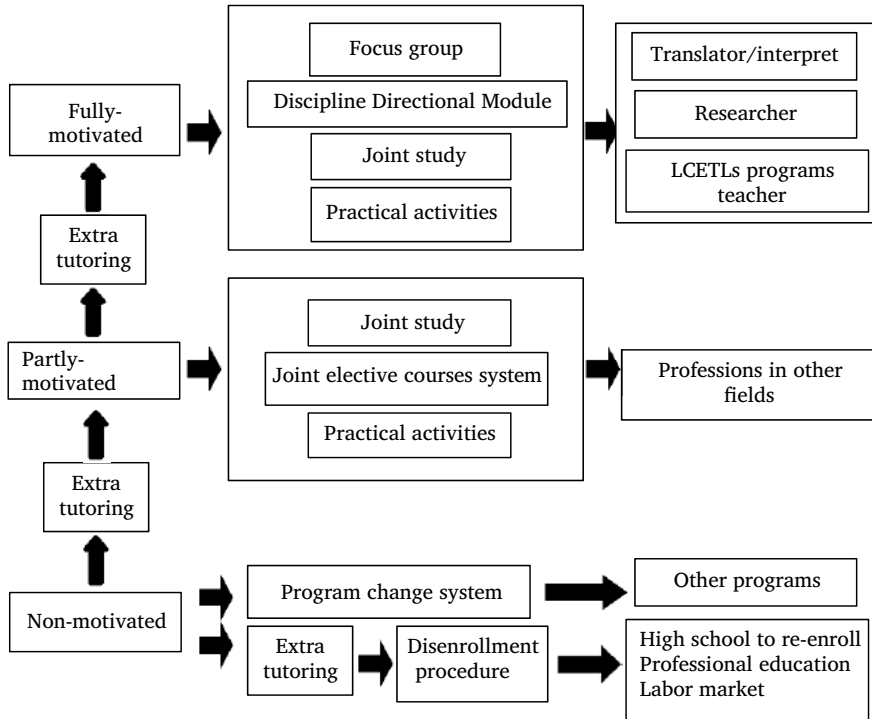 Focus group
Translator/interpret
Fully-
motivated
Discipline Directional Module
Researcher
Joint study
LCETLs programs
teacher
Practical activities
Extra
tutoring
Joint study
Partly-
motivated
Joint elective courses system
Professions in other
fields
Practical activities
Extra
tutoring
Non-motivated
Program change system
Other programs
Extra
tutoring
Disenrollment
procedure
High school to re-enroll
Professional education
Labor market